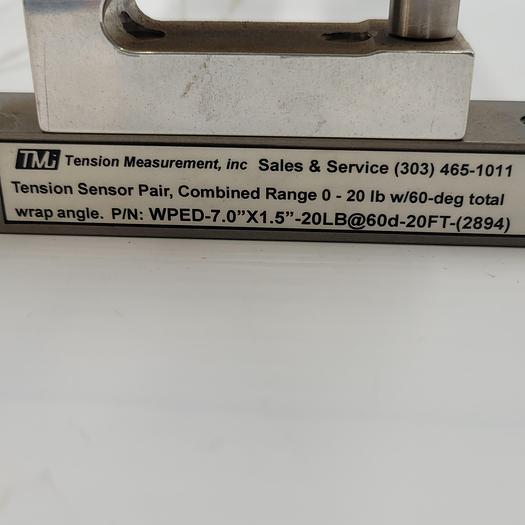 TMi Tension Measurement, inc Sales & Service (303) 465-1011
Tension Sensor Pair, Combined Range 0 - 20 lb w/60-deg total
wrap angle. P/N: WPED-7.0”X1.5”-20LB@60d-20FT-(2894)